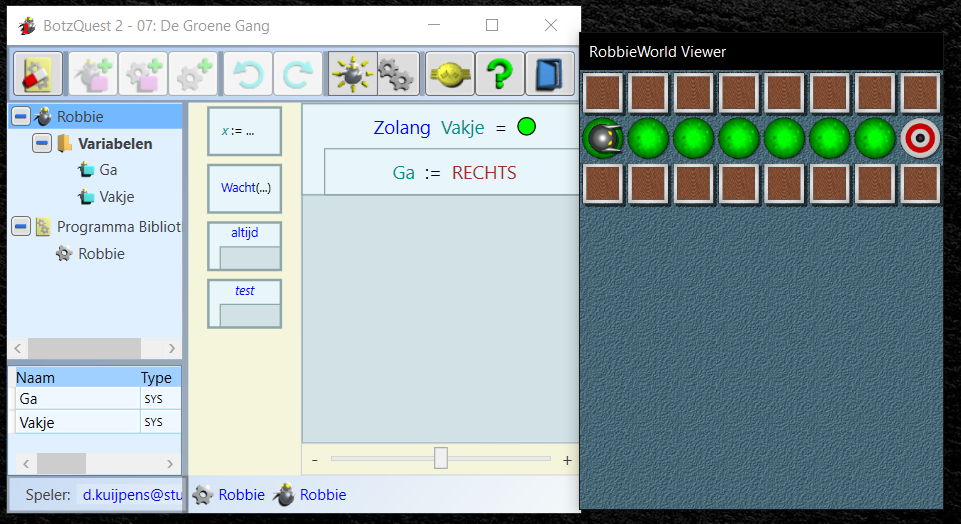 BotzQuest 2 - 07: De Groene Gang
RobbieWorld Viewer
Robbie
Variabelen
Ga
Vakje
Programma Bibliot
Robbie
Naam Type
Ga SYS
Vakje SYS
x := ...
Wacht(...)
altijd
test
Zolang Vakje =
Ga := RECHTS
- +
Speler: d.kuijpens@stu Robbie Robbie